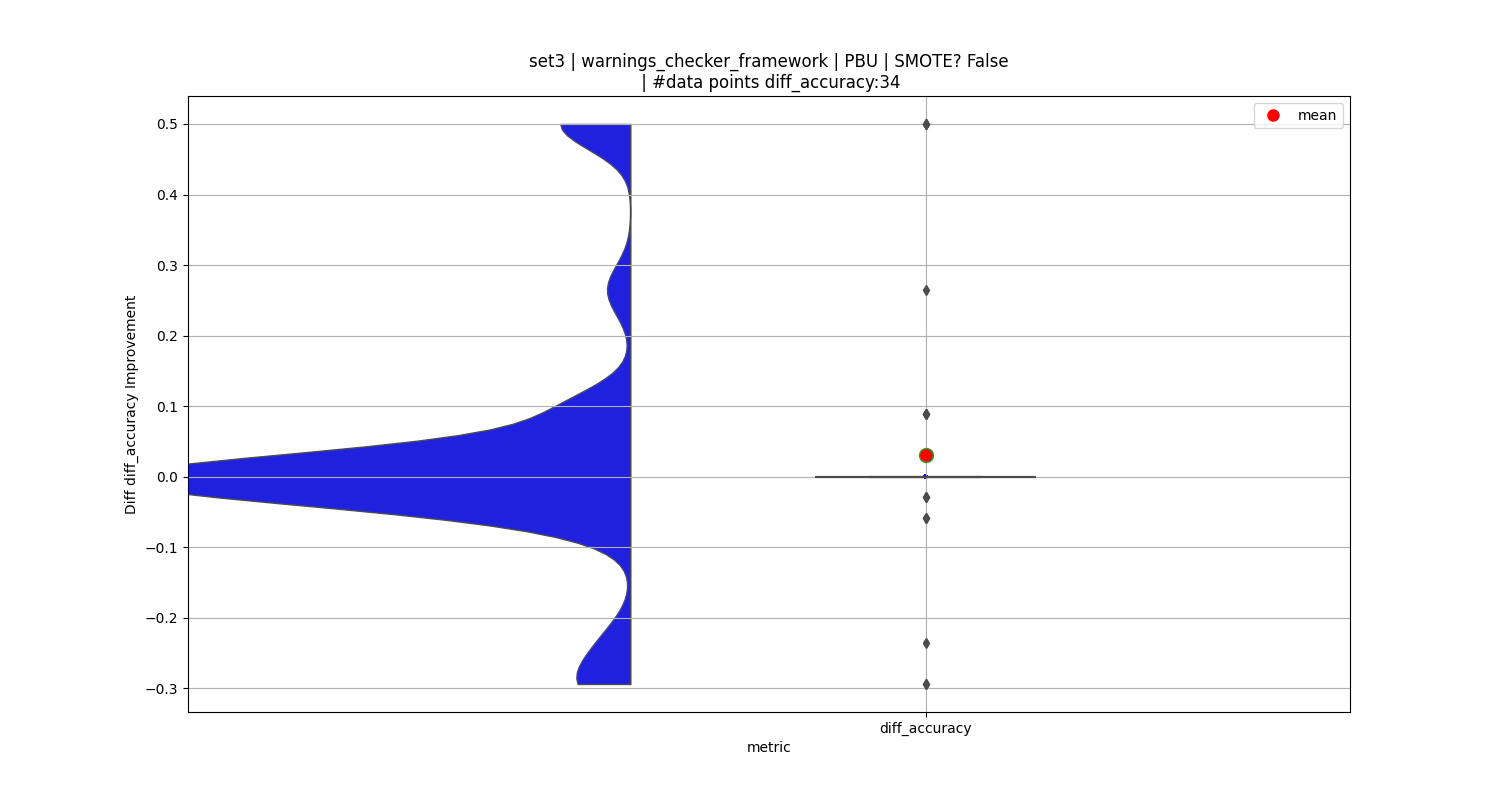 set3 | warnings_checker_framework | PBU | SMOTE? False
| #data points diff_accuracy:34
mean
0.5
0.4
0.3
0.2
0.1
0.0
−0.1
−0.2
−0.3
Diff diff_accuracy Improvement
diff_accuracy
metric